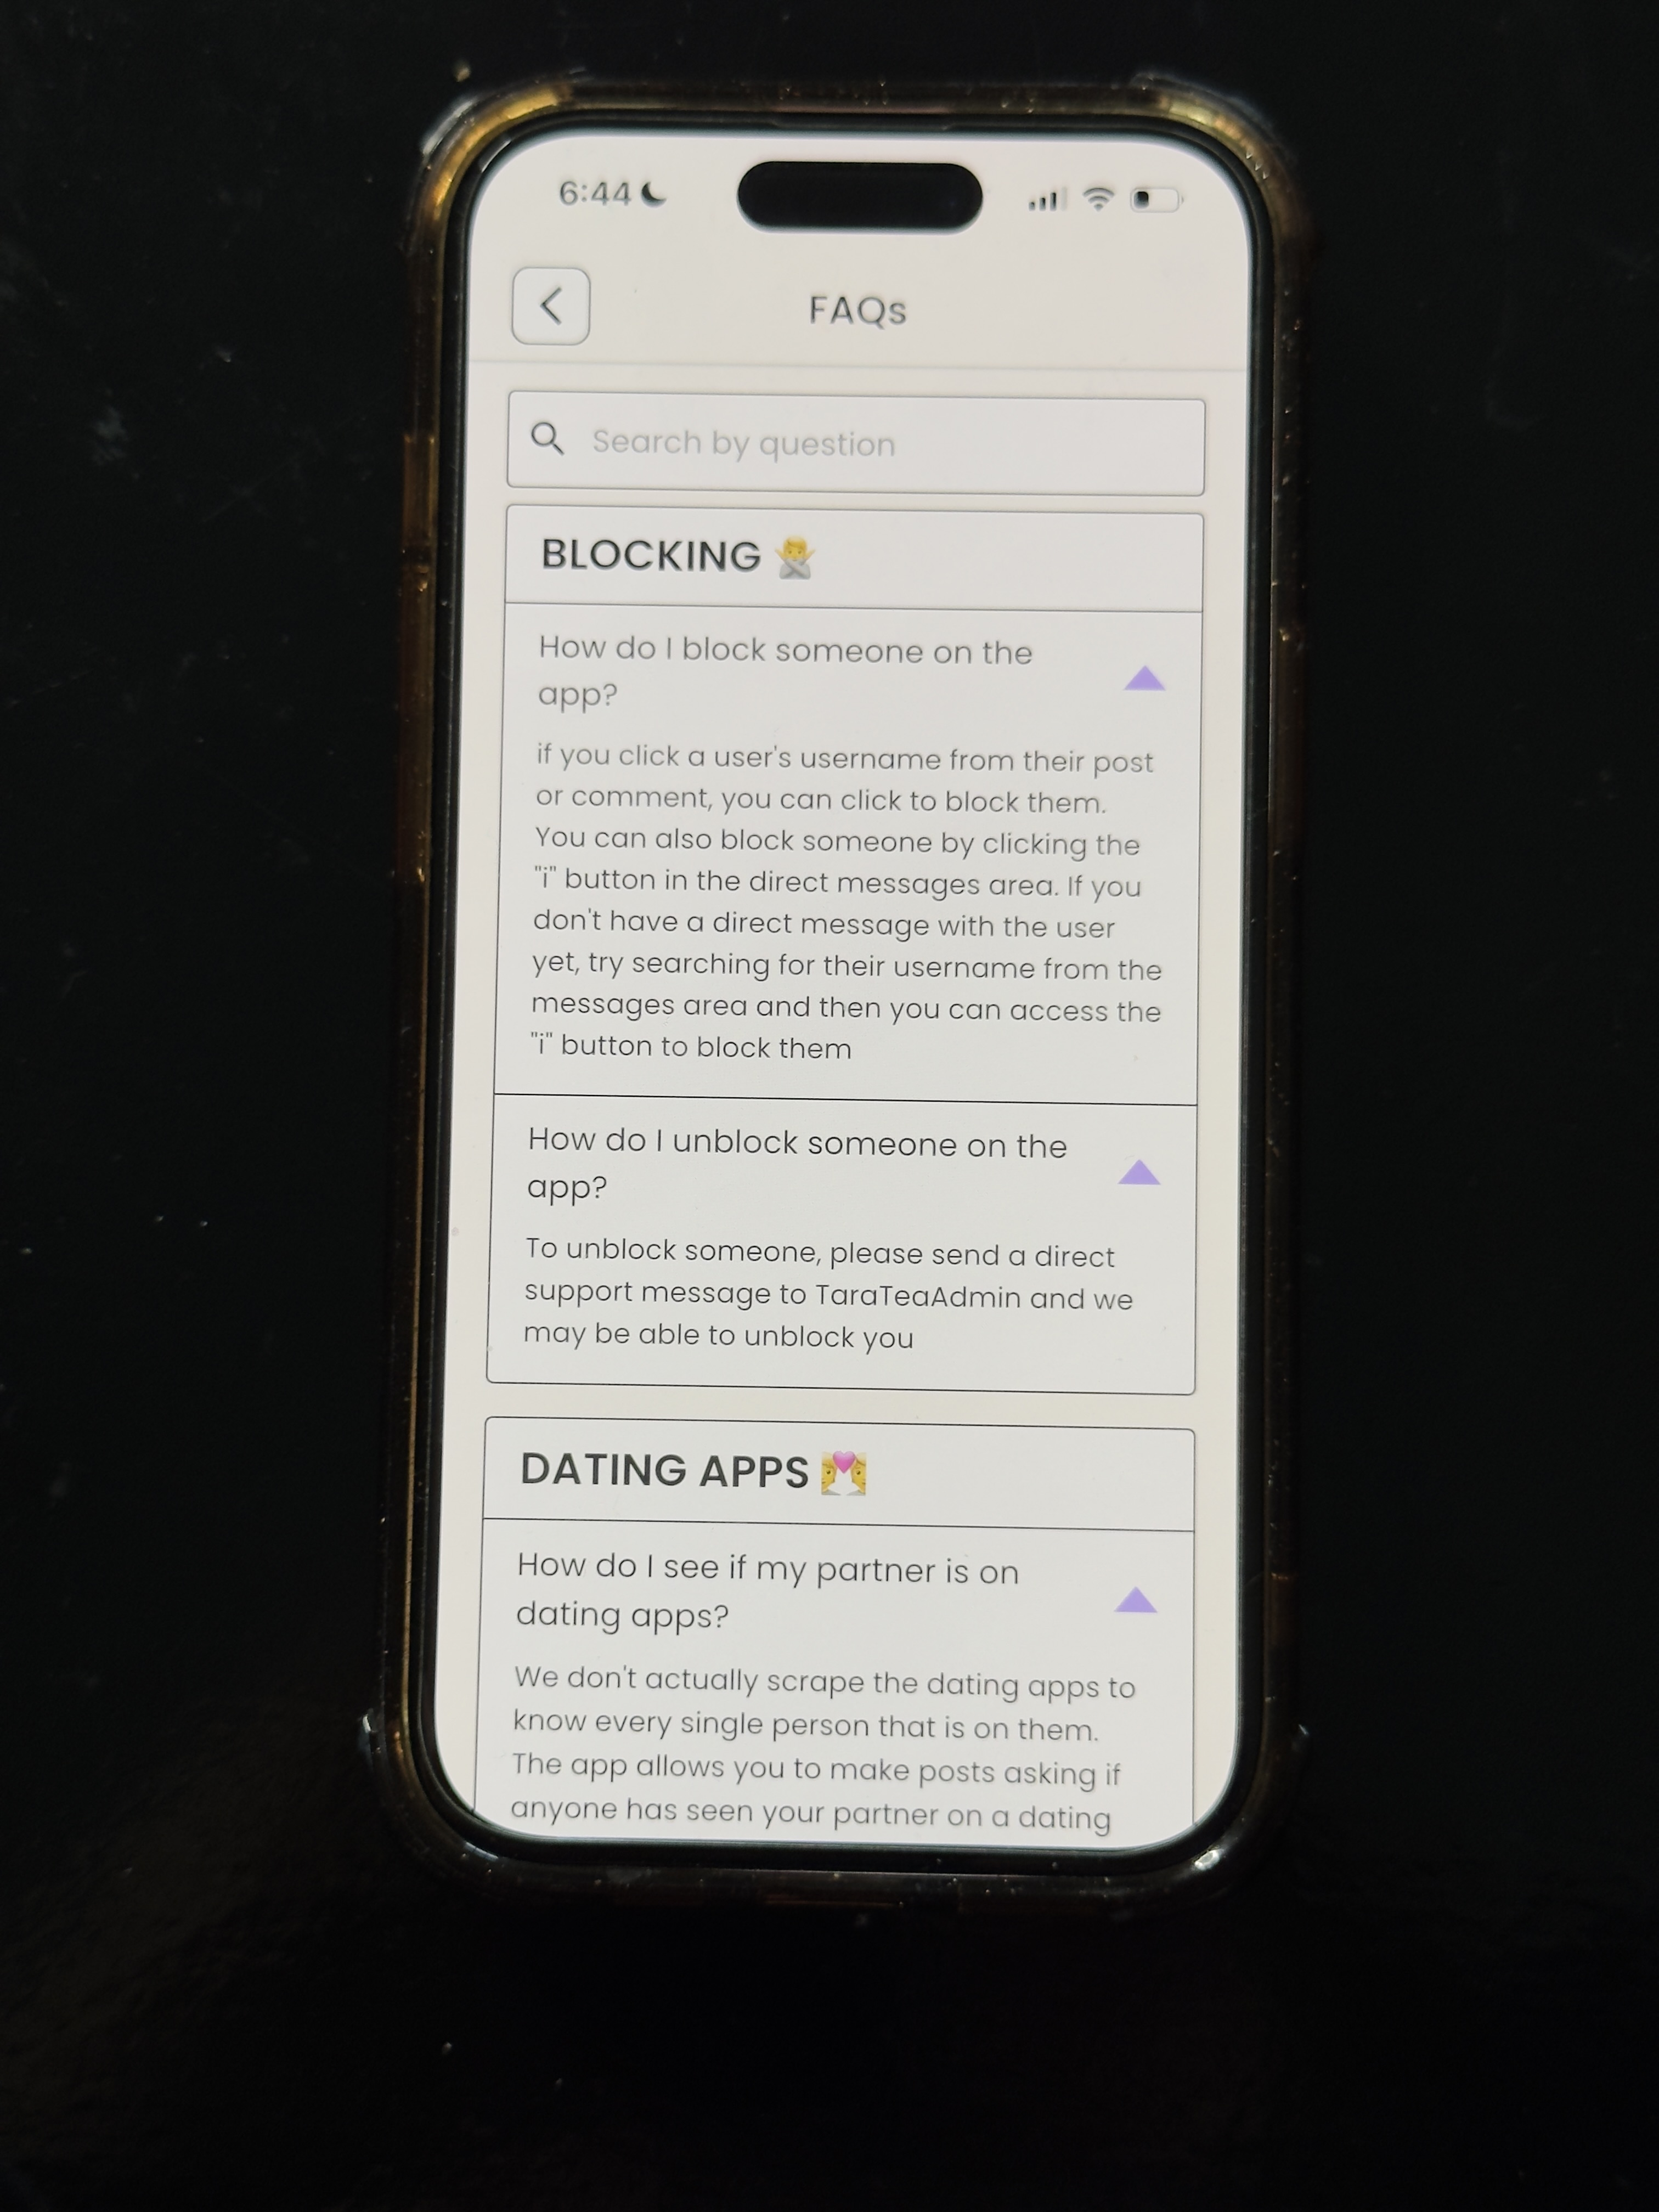 6:44
FAQs
Search by question
BLOCKING
How do I block someone on the
app?
if you click a user's username from their post
or comment, you can click to block them.
You can also block someone by clicking the
"i" button in the direct messages area. If you
don't have a direct message with the user
yet, try searching for their username from the
messages area and then you can access the
"i" button to block them
How do I unblock someone on the
app?
To unblock someone, please send a direct
support message to TaraTeaAdmin and we
may be able to unblock you
DATING APPS
How do I see if my partner is on
dating apps?
We don't actually scrape the dating apps to
know every single person that is on them.
The app allows you to make posts asking if
anyone has seen your partner on a dating